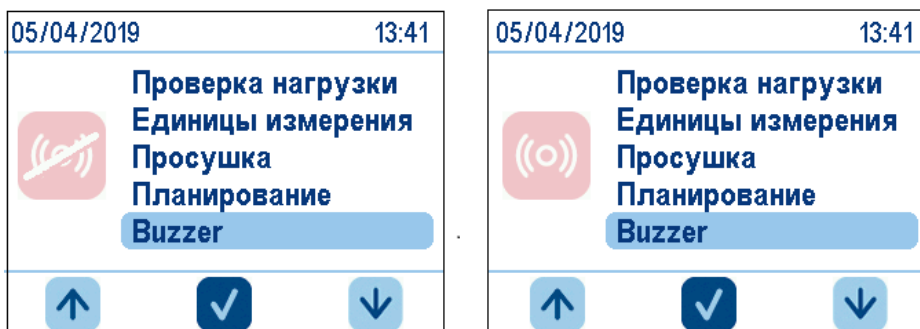 05/04/2019 13:41
Проверка нагрузки
Единицы измерения
Просушка
Планирование
Buzzer
05/04/2019 13:41
Проверка нагрузки
Единицы измерения
Просушка
Планирование
Buzzer